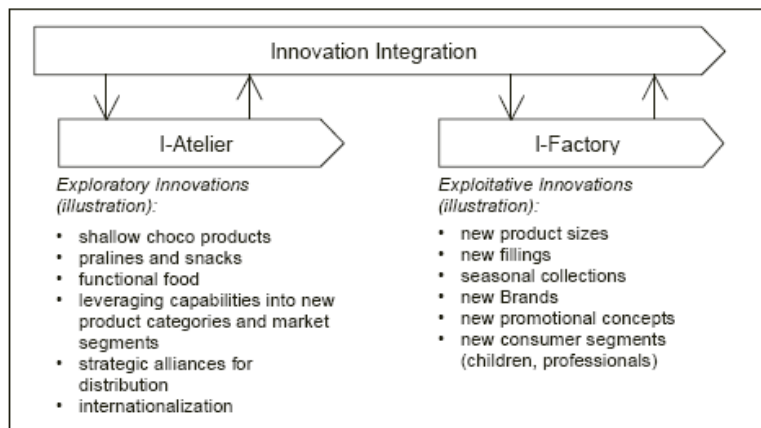 Innovation Integration
I-Atelier
Exploratory Innovations
(illustration):
• shallow choco products
• pralines and snacks
• functional food
• leveraging capabilities into new
product categories and market
segments
• strategic alliances for
distribution
• internationalization
I-Factory
Exploitative Innovations
(illustration):
• new product sizes
• new fillings
• seasonal collections
• new Brands
• new promotional concepts
• new consumer segments
(children, professionals)